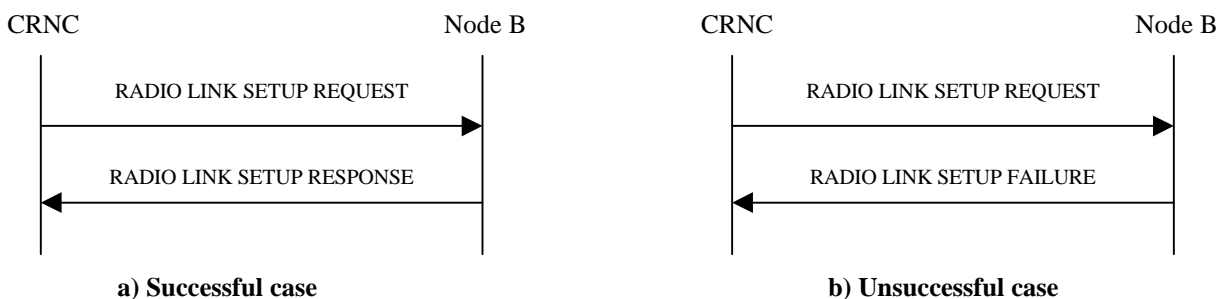 CRNC Node B
RADIO LINK SETUP REQUEST
RADIO LINK SETUP RESPONSE
a) Successful case
CRNC Node B
RADIO LINK SETUP REQUEST
RADIO LINK SETUP FAILURE
b) Unsuccessful case